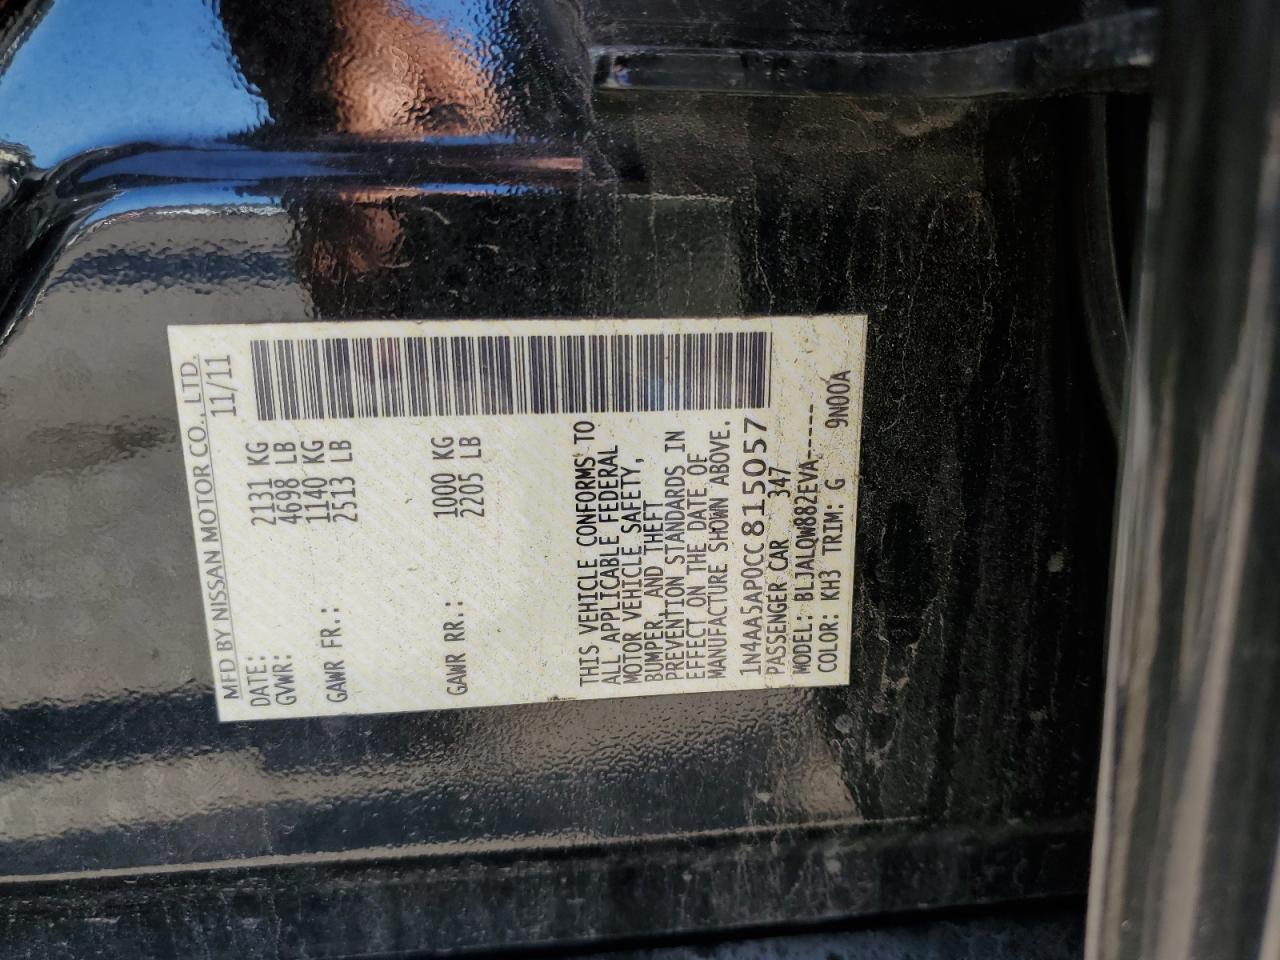 MFD BY NISSAN MOTOR CO., LTD.
DATE: 11/11
GVWR: 2131 KG
4698 LB
GAWR FR.: 1140 KG
2513 LB
GAWR RR.: 1000 KG
2205 LB
THIS VEHICLE CONFORMS TO
ALL APPLICABLE FEDERAL
MOTOR VEHICLE SAFETY,
BUMPER, AND THEFT
PREVENTION STANDARDS IN
EFFECT ON THE DATE OF
MANUFACTURE SHOWN ABOVE.
1N4AA5AP0CC815057
PASSENGER CAR 347
MODEL: BLJALQW882EVA-----
COLOR: KH3 TRIM: G 9N00A